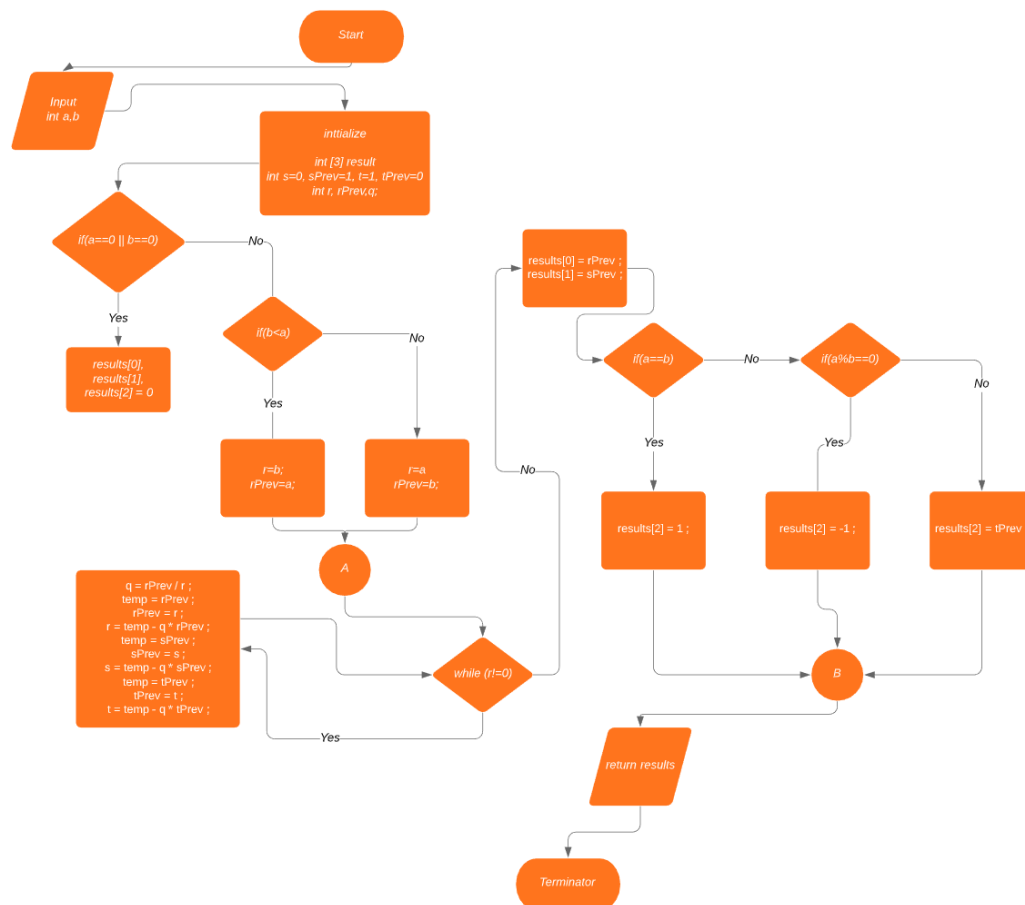 Start
Input
int a,b
inttialize
int [3] result
int s=0, sPrev=1, t=1, tPrev=0
int r, rPrev,q;
if(a==0 || b==0)
No
Yes
results[0],
results[1],
results[2] = 0
if(b<a)
No
Yes
r=b;
rPrev=a;
r=a
rPrev=b;
A
q = rPrev / r ;
temp = rPrev ;
rPrev = r ;
r = temp - q * rPrev ;
temp = sPrev ;
sPrev = s ;
s = temp - q * sPrev ;
temp = tPrev ;
tPrev = t ;
t = temp - q * tPrev ;
while (r!=0)
Yes
No
results[0] = rPrev ;
results[1] = sPrev ;
if(a==b)
No
if(a%b==0)
No
Yes
Yes
results[2] = 1 ;
results[2] = -1 ;
results[2] = tPrev
B
return results
Terminator